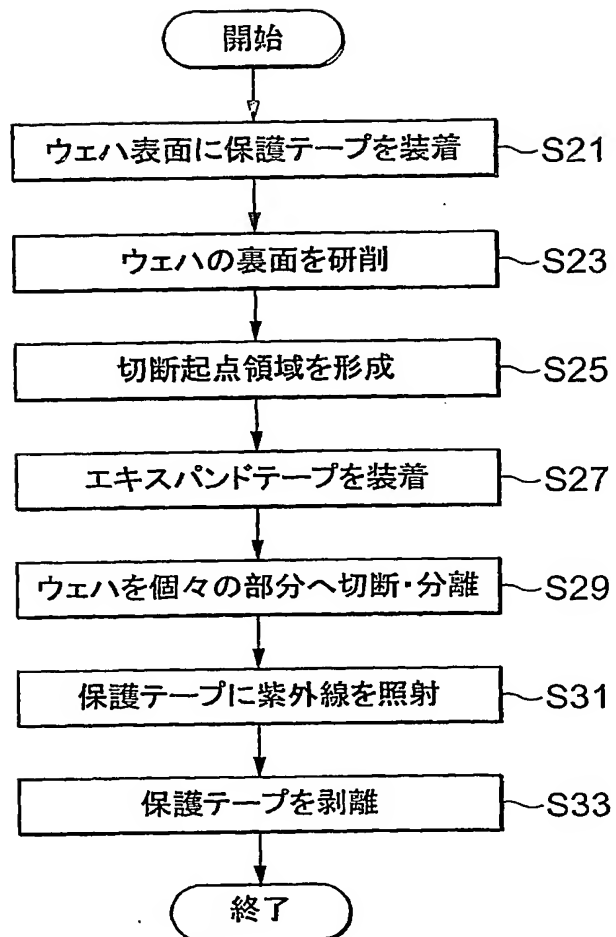 開始
ウェハ表面に保護テープを装着 S21
ウェハの裏面を研削 S23
切断起点領域を形成 S25
エキスパンドテープを装着 S27
ウェハを個々の部分へ切断・分離 S29
保護テープに紫外線を照射 S31
保護テープを剥離 S33
終了